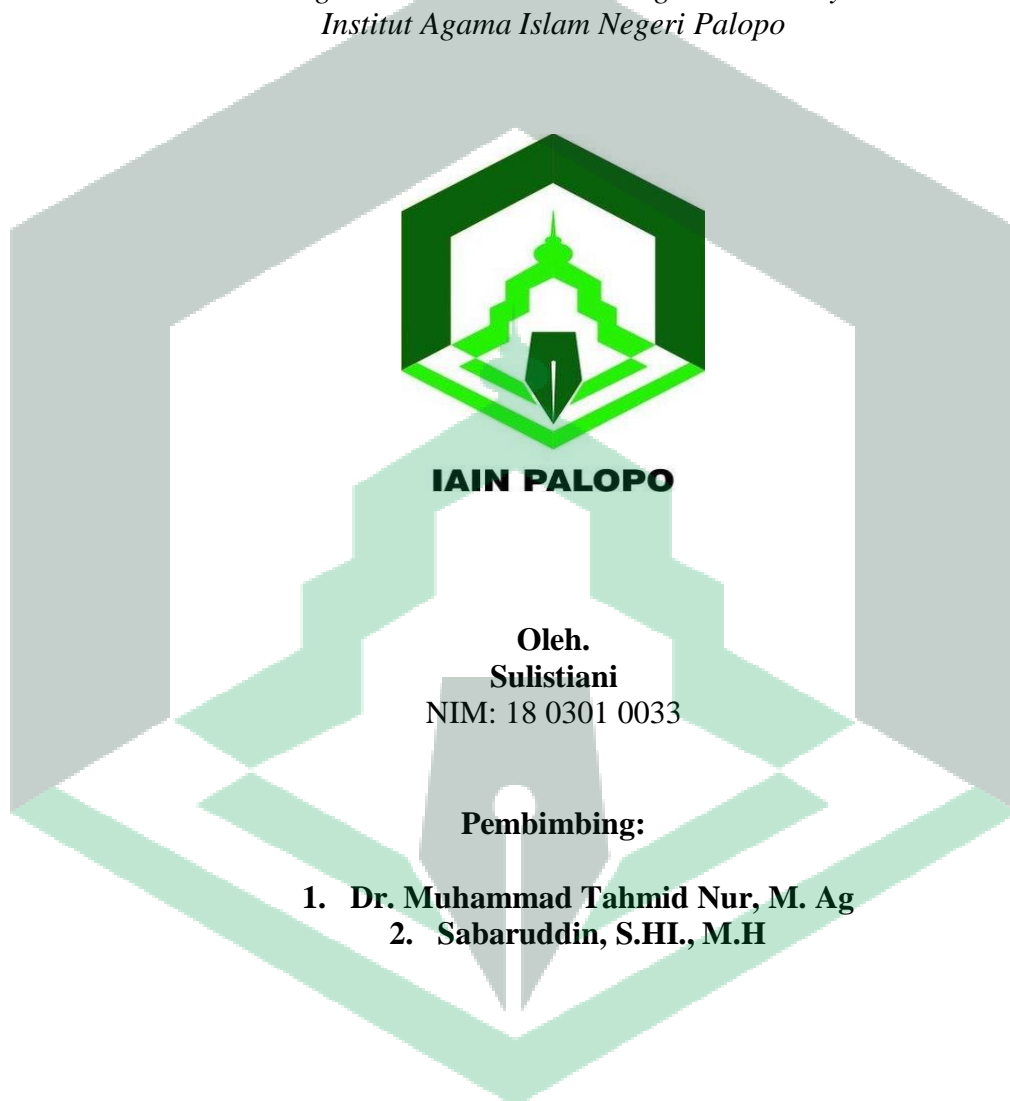 Institut Agama Islam Negeri Palopo
IAIN PALOPO
Oleh.
Sulistiani
NIM: 18 0301 0033
Pembimbing:
1. Dr. Muhammad Tahmid Nur, M. Ag
2. Sabaruddin, S.HI., M.H